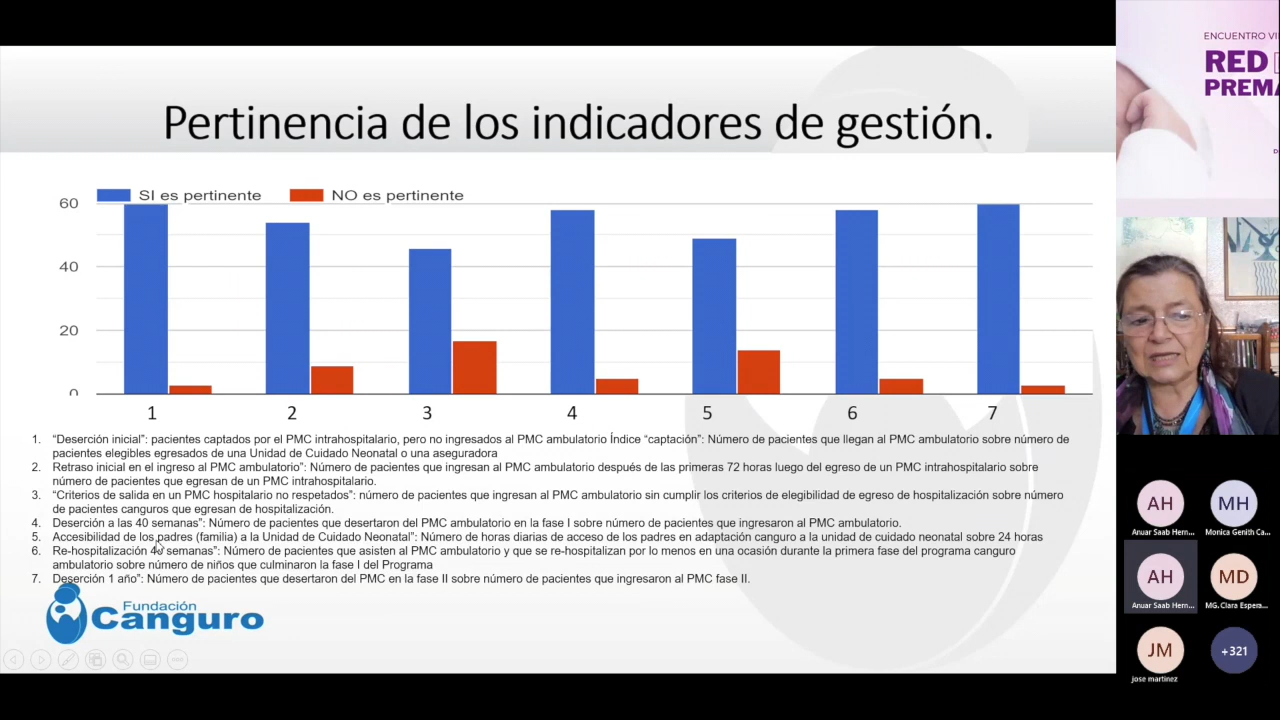 Pertinencia de los indicadores de gestión.
SI es pertinente
NO es pertinente
60
40
20
0
1
2
3
4
5
6
7
1. “Deserción inicial”: pacientes captados por el PMC intrahospitalario, pero no ingresados al PMC ambulatorio Índice “captación”: Número de pacientes que llegan al PMC ambulatorio sobre número de
pacientes elegibles egresados de una Unidad de Cuidado Neonatal o una aseguradora
2. Retraso inicial en el ingreso al PMC ambulatorio”: Número de pacientes que ingresan al PMC ambulatorio después de las primeras 72 horas luego del egreso de un PMC intrahospitalario sobre
número de pacientes que egresan de un PMC intrahospitalario.
3. “Criterios de salida en un PMC hospitalario no respetados”: número de pacientes que ingresan al PMC ambulatorio sin cumplir los criterios de elegibilidad de egreso de hospitalización sobre número
de pacientes canguros que egresan de hospitalización.
4. Deserción a las 40 semanas”: Número de pacientes que desertaron del PMC ambulatorio en la fase I sobre número de pacientes que ingresaron al PMC ambulatorio.
5. Accesibilidad de los padres (familia) a la Unidad de Cuidado Neonatal”: Número de horas diarias de acceso de los padres en adaptación canguro a la unidad de cuidado neonatal sobre 24 horas
6. Re-hospitalización 40 semanas”: Número de pacientes que asisten al PMC ambulatorio y que se re-hospitalizan por lo menos en una ocasión durante la primera fase del programa canguro
ambulatorio sobre número de niños que culminaron la fase I del Programa
7. Deserción 1 año”: Número de pacientes que desertaron del PMC en la fase II sobre número de pacientes que ingresaron al PMC fase II.
Fundación
Canguro
ENCUENTRO VI
RED
PREMA
AH
Anuar Saab Hern...
MH
Monica Genith Ca...
AH
Anuar Saab Hern...
MD
MG. Clara Espera...
JM
jose martinez
+321